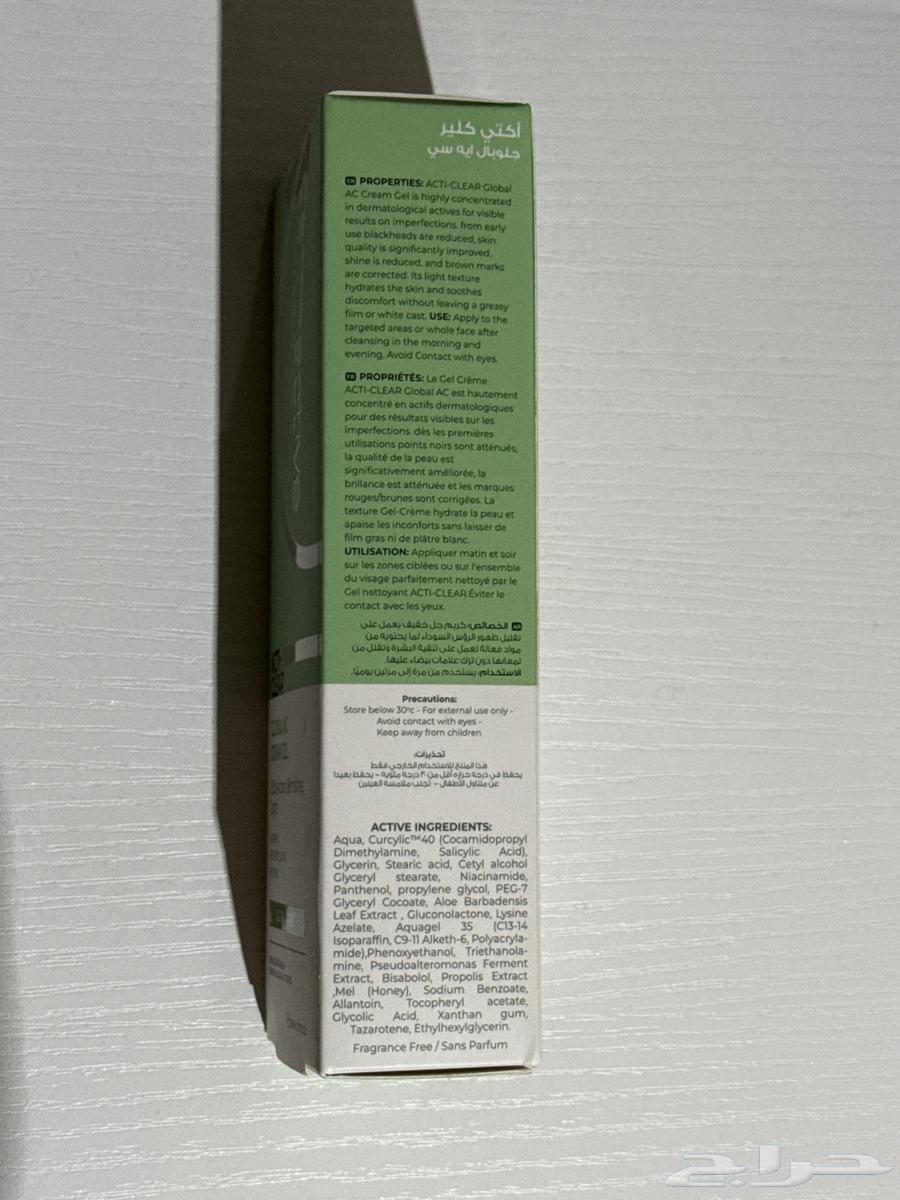 أكتي كلير
جلوبال ايه سي
EN PROPERTIES: ACTI-CLEAR Global
AC Cream Gel is highly concentrated
in dermatological actives for visible
results on imperfections. from early
use blackheads are reduced, skin
quality is significantly improved,
shine is reduced, and brown marks
are corrected. Its light texture
hydrates the skin and soothes
discomfort without leaving a greasy
film or white cast. USE: Apply to the
targeted areas or whole face after
cleansing in the morning and
evening. Avoid Contact with eyes.
FR PROPRIÉTÉS: Le Gel Crème
ACTI-CLEAR Global AC est hautement
concentré en actifs dermatologiques
pour des résultats visibles sur les
imperfections. dès les premières
utilisations points noirs sont atténués,
la qualité de la peau est
significativement améliorée, la
brillance est atténuée et les marques
rouges/brunes sont corrigées. La
texture Gel-Crème hydrate la peau et
apaise les inconforts sans laisser de
film gras ni de plâtre blanc.
UTILISATION: Appliquer matin et soir
sur les zones ciblées ou sur l'ensemble
du visage parfaitement nettoyé par le
Gel nettoyant ACTI-CLEAR.Éviter le
contact avec les yeux.
AR الخصائص: كريم جل خفيف يعمل على
تقليل ظهور الرؤس السوداء لما يحتويه من
مواد فعالة تعمل على تنقية البشرة وتقلل من
لمعانها دون ترك علامات بيضاء عليها.
الاستخدام: يستخدم من مرة إلى مرتين يوميًا.
Precautions:
Store below 30°c - For external use only -
Avoid contact with eyes -
Keep away from children
تحذيرات:
هذا المنتج للاستخدام الخارجي فقط
يحفظ في درجة حراره أقل من ٣٠ درجه مئويه – يحفظ بعيدا
عن متناول الأطفال – تجنب ملامسة العينين
ACTIVE INGREDIENTS:
Aqua, Curcylic™40 (Cocamidopropyl
Dimethylamine, Salicylic Acid),
Glycerin, Stearic acid, Cetyl alcohol
Glyceryl stearate, Niacinamide,
Panthenol, propylene glycol, PEG-7
Glyceryl Cocoate, Aloe Barbadensis
Leaf Extract , Gluconolactone, Lysine
Azelate, Aquagel 35 (C13-14
Isoparaffin, C9-11 Alketh-6, Polyacryla-
mide),Phenoxyethanol, Triethanola-
mine, Pseudoalteromonas Ferment
Extract, Bisabolol, Propolis Extract
,Mel (Honey), Sodium Benzoate,
Allantoin, Tocopheryl acetate,
Glycolic Acid, Xanthan gum,
Tazarotene, Ethylhexylglycerin.
Fragrance Free / Sans Parfum
حراج